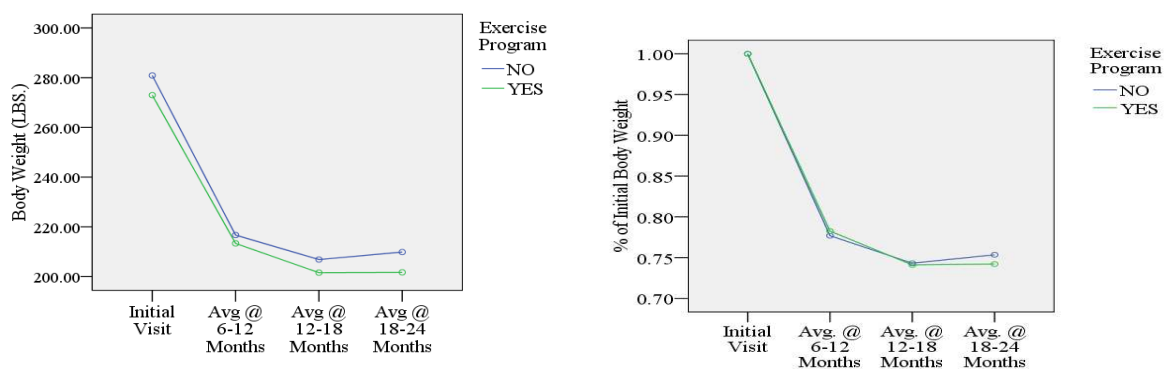 300.00
280.00
260.00
240.00
220.00
200.00
Body Weight (LBS.)
Initial
Visit
Avg @
6-12
Months
Avg @
12-18
Months
Avg @
18-24
Months
Exercise
Program
NO
YES
1.00
0.95
0.90
0.85
0.80
0.75
0.70
% of Initial Body Weight
Initial
Visit
Avg. @
6-12
Months
Avg. @
12-18
Months
Avg. @
18-24
Months
Exercise
Program
NO
YES